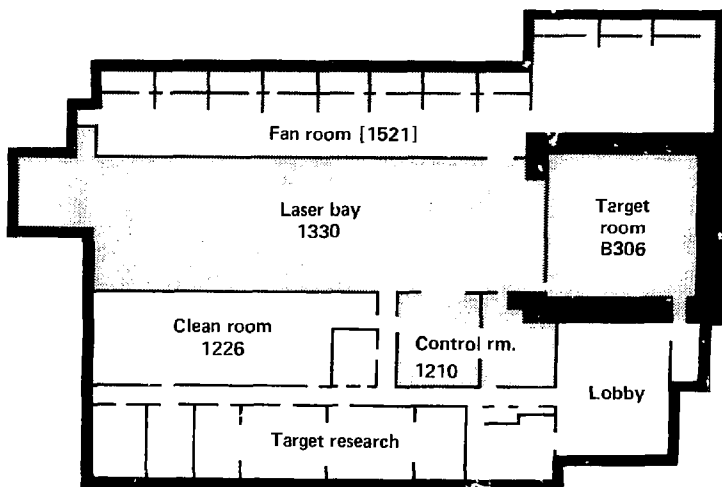 Fan room [1521]
Laser bay
1330
Target
room
B306
Clean room
1226
Control rm.
1210
Lobby
Target research